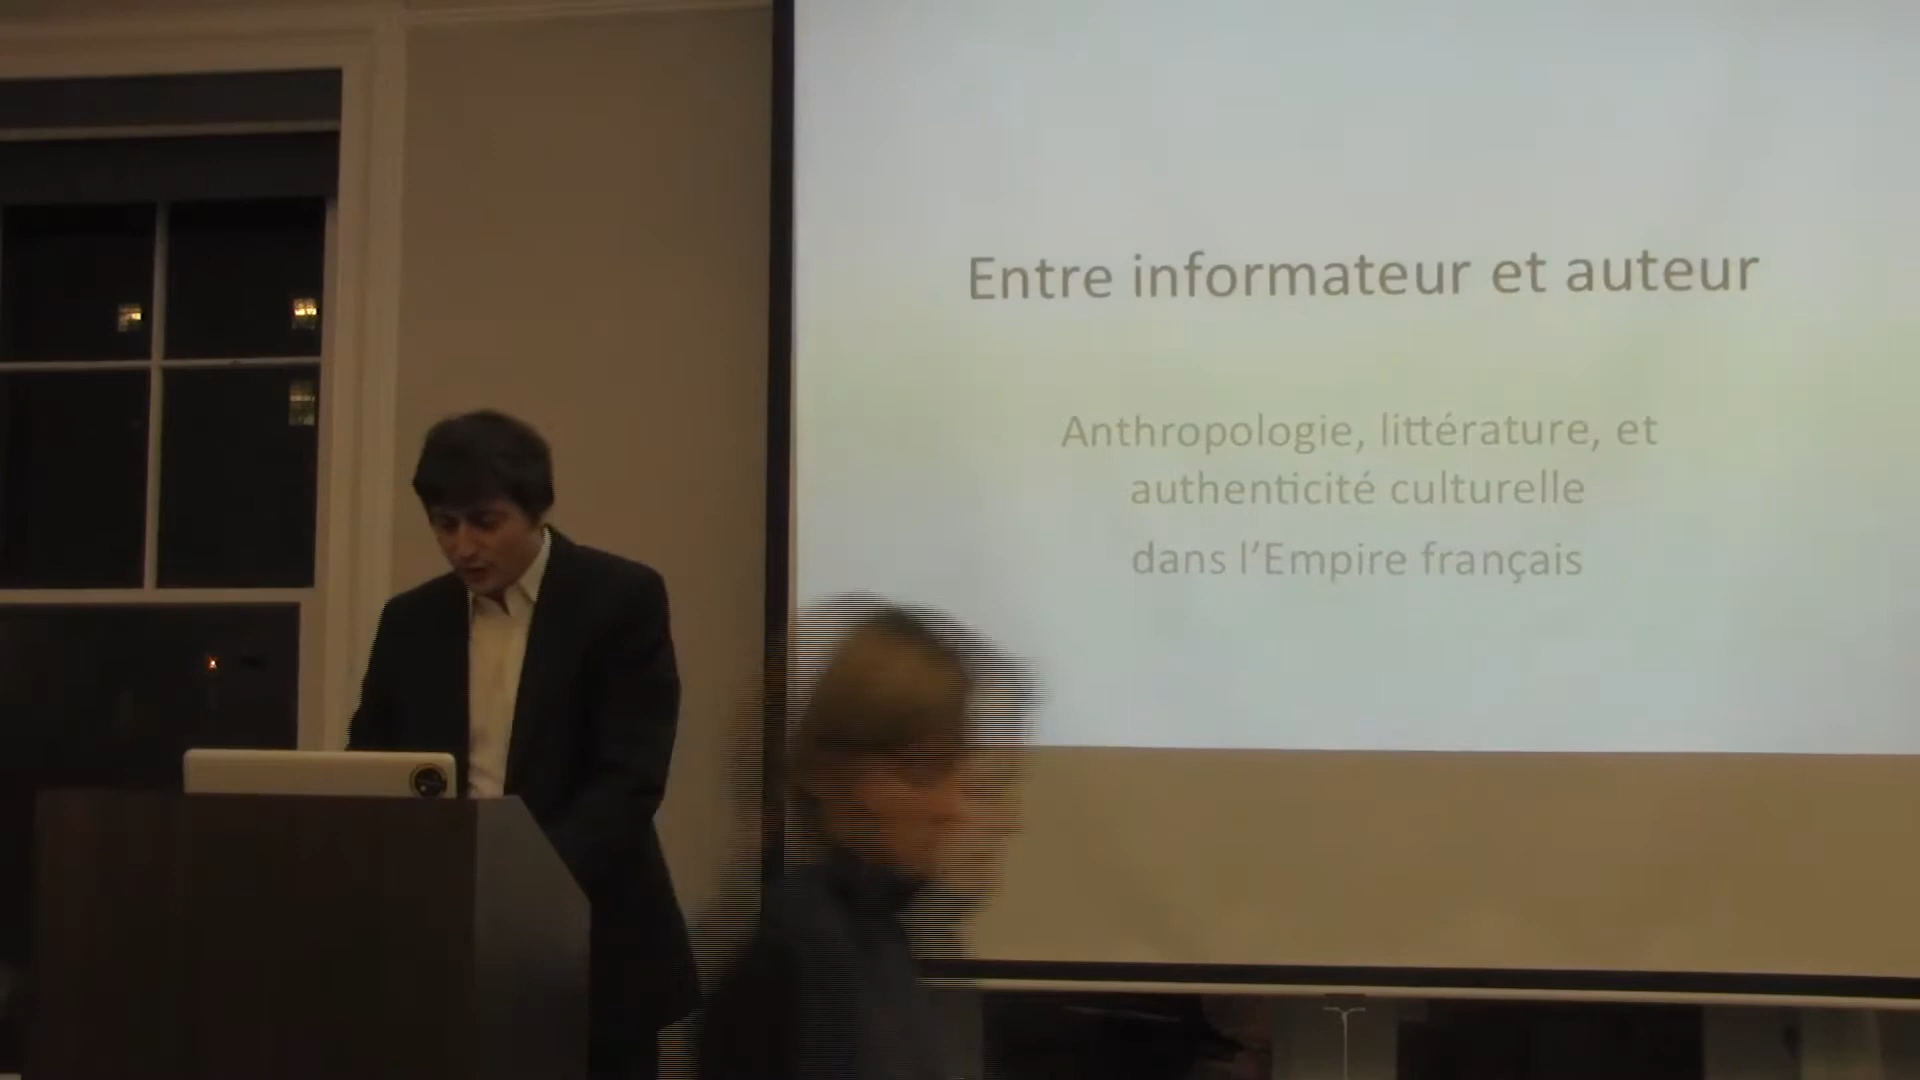 Entre informateur et auteur
Anthropologie, littérature, et
authenticité culturelle
dans l'Empire français